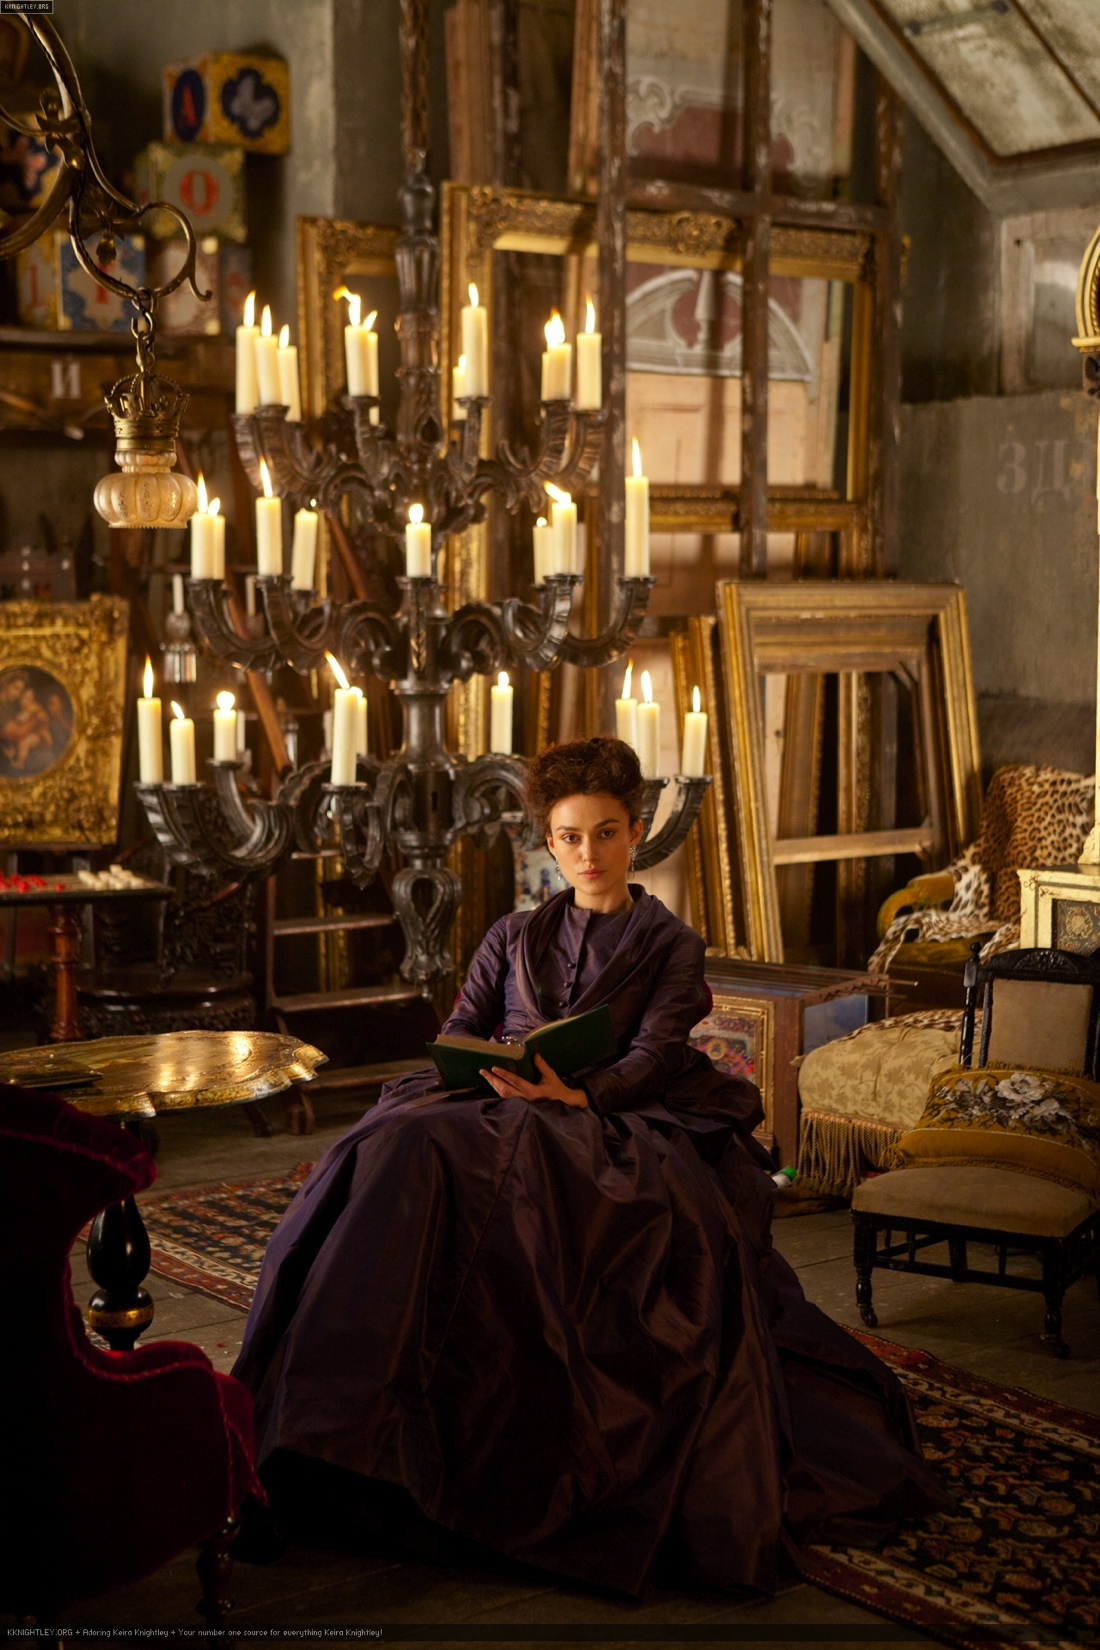 KKNIGHTLEY.ORG
A
O
И
ЗД
KKNIGHTLEY.ORG + Adoring Keira Knightley + Your number one source for everything Keira Knightley!